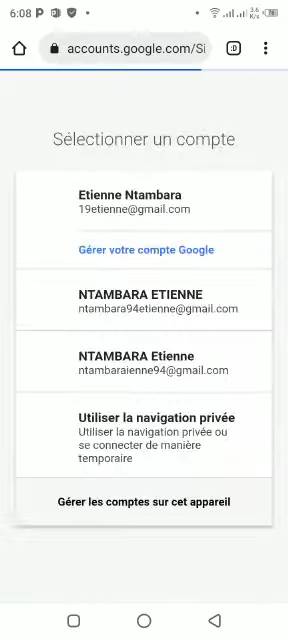 6:08
accounts.google.com/Si
:D
3.6
K/s
Sélectionner un compte
Etienne Ntambara
19etienne@gmail.com
Gérer votre compte Google
NTAMBARA ETIENNE
ntambara94etienne@gmail.com
NTAMBARA Etienne
ntambaraienne94@gmail.com
Utiliser la navigation privée
Utiliser la navigation privée ou
se connecter de manière
temporaire
Gérer les comptes sur cet appareil